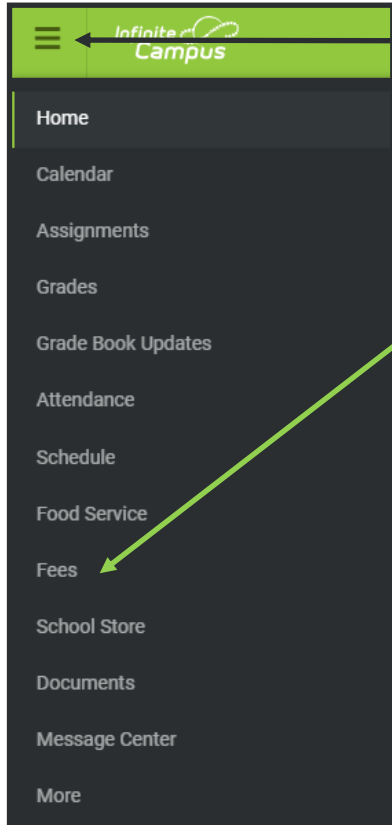 Infinite
Campus
Home
Calendar
Assignments
Grades
Grade Book Updates
Attendance
Schedule
Food Service
Fees
School Store
Documents
Message Center
More